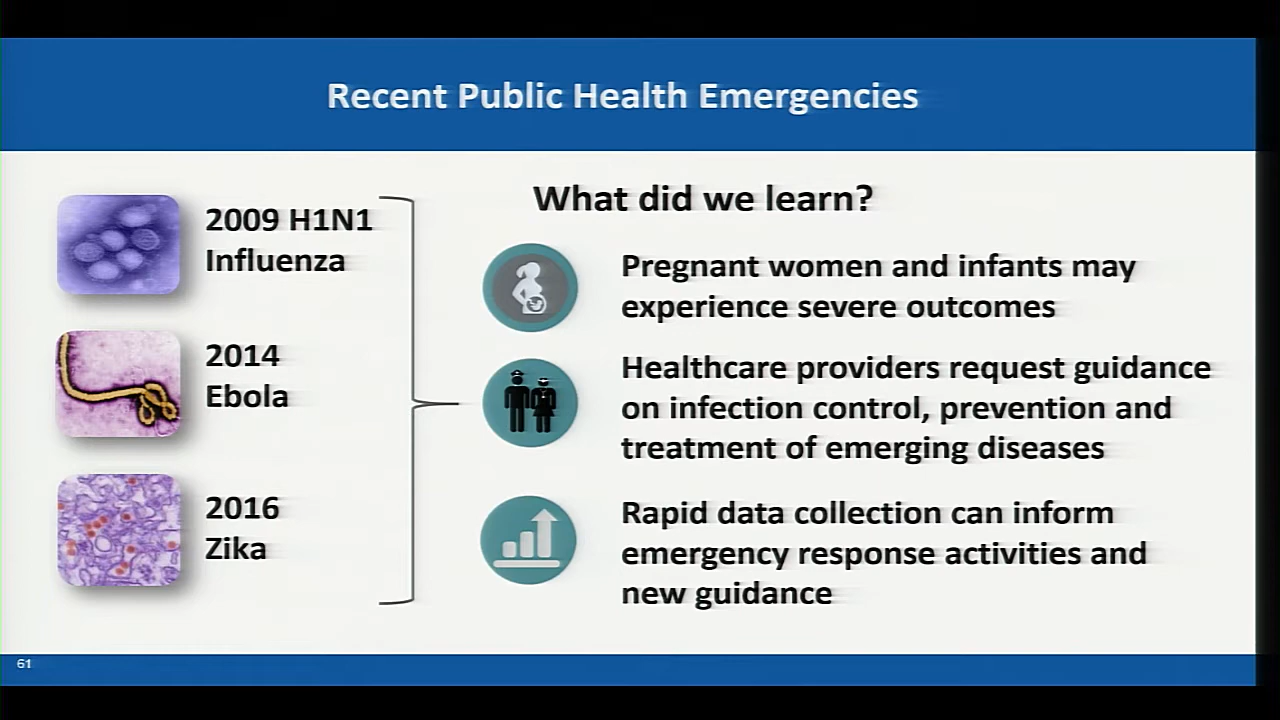 Recent Public Health Emergencies
2009 H1N1
Influenza
2014
Ebola
2016
Zika
What did we learn?
Pregnant women and infants may
experience severe outcomes
Healthcare providers request guidance
on infection control, prevention and
treatment of emerging diseases
Rapid data collection can inform
emergency response activities and
new guidance
61